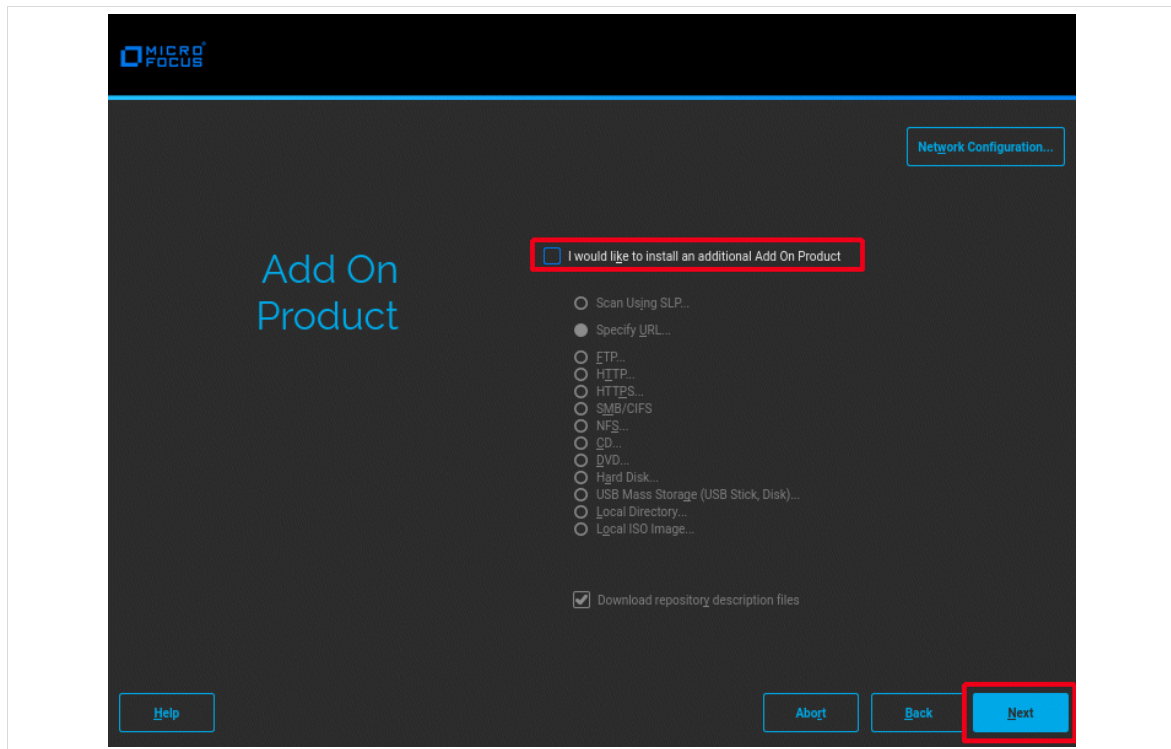 MICRO
FOCUS
Network Configuration...
Add On
Product
I would like to install an additional Add On Product
Scan Using SLP...
Specify URL...
FTP...
HTTP...
HTTPS...
SMB/CIFS
NFS...
CD...
DVD...
Hard Disk...
USB Mass Storage (USB Stick, Disk)...
Local Directory...
Local ISO Image...
Download repository description files
Help
Abort
Back
Next